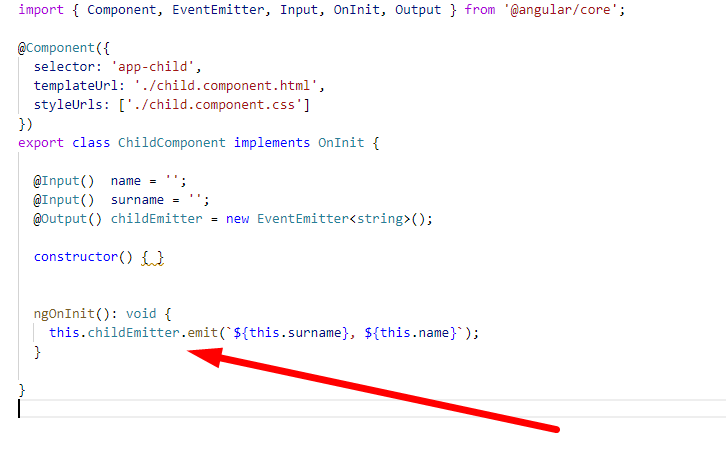 import { Component, EventEmitter, Input, OnInit, Output } from '@angular/core';
@Component({
  selector: 'app-child',
  templateUrl: './child.component.html',
  styleUrls: ['./child.component.css']
})
export class ChildComponent implements OnInit {
  @Input()  name = '';
  @Input()  surname = '';
  @Output() childEmitter = new EventEmitter<string>();
  constructor() { }
  ngOnInit(): void {
    this.childEmitter.emit(`${this.surname}, ${this.name}`);
  }
}